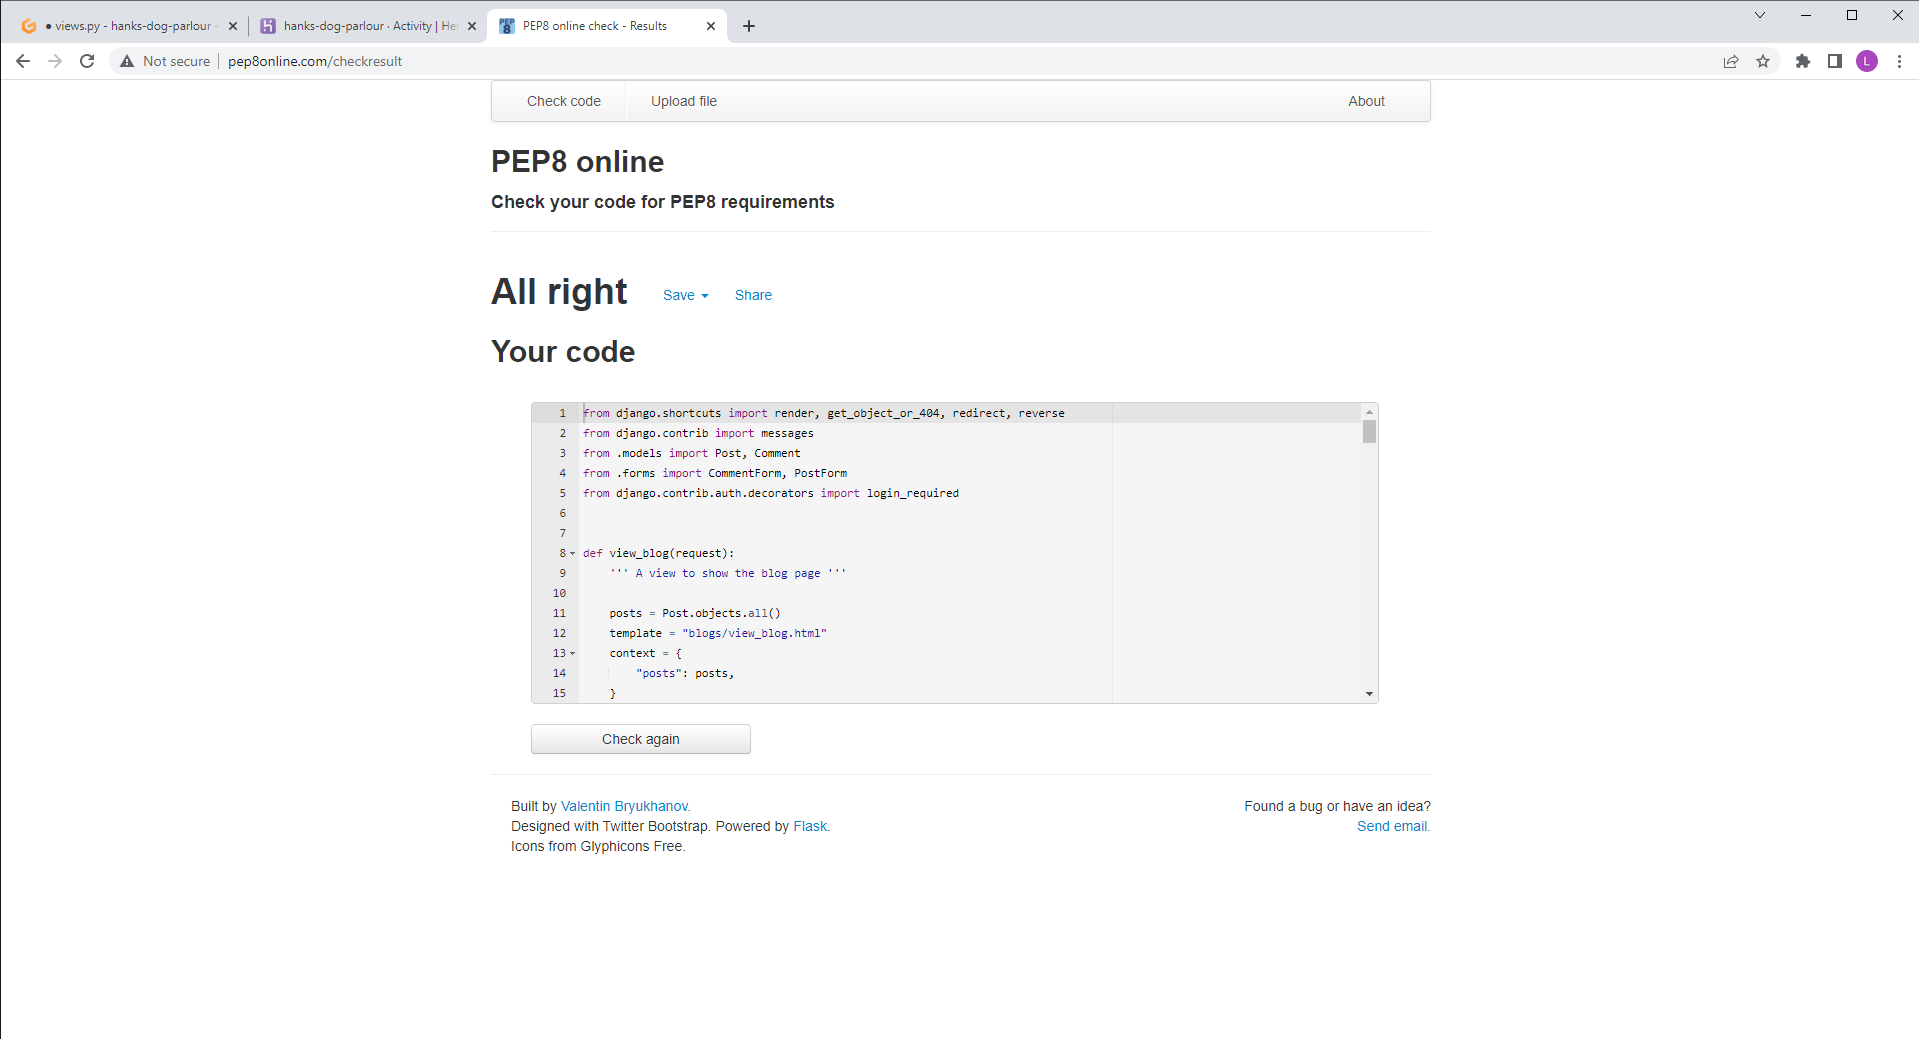 ● views.py - hanks-dog-parlour -
hanks-dog-parlour · Activity | He
PEP8 online check - Results
Not secure
pep8online.com/checkresult
L
Check code
Upload file
About
PEP8 online
Check your code for PEP8 requirements
All right
Save
Share
Your code
1 from django.shortcuts import render, get_object_or_404, redirect, reverse
2 from django.contrib import messages
3 from .models import Post, Comment
4 from .forms import CommentForm, PostForm
5 from django.contrib.auth.decorators import login_required
6
7
8 def view_blog(request):
9     ''' A view to show the blog page '''
10
11     posts = Post.objects.all()
12     template = "blogs/view_blog.html"
13     context = {
14         "posts": posts,
15     }
Check again
Built by Valentin Bryukhanov.
Designed with Twitter Bootstrap. Powered by Flask.
Icons from Glyphicons Free.
Found a bug or have an idea?
Send email.